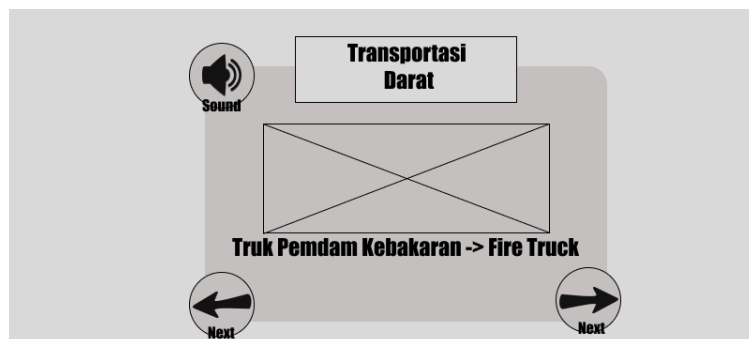 Transportasi
Darat
Sound
Truk Pemdam Kebakaran -> Fire Truck
Next
Next